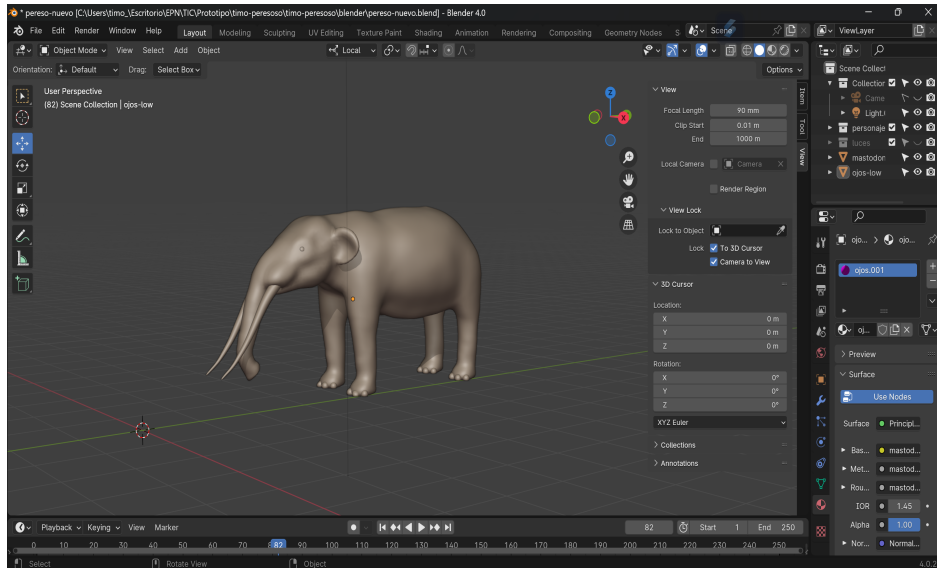 * pereso-nuevo [C:\Users\timo_\Escritorio\EPN\TIC\Prototipo\timo-peresoso\timo-peresoso\blender\pereso-nuevo.blend] - Blender 4.0
File Edit Render Window Help Layout Modeling Sculpting UV Editing Texture Paint Shading Animation Rendering Compositing Geometry Nodes S Scene ViewLayer
Object Mode View Select Add Object Local
Orientation: Default Drag: Select Box Options
User Perspective
(82) Scene Collection | ojos-low
Z
X
View
Focal Length 90 mm
Clip Start 0.01 m
End 1000 m
Local Camera Camera
Render Region
View Lock
Lock to Object
Lock To 3D Cursor
Camera to View
3D Cursor
Location:
X 0 m
Y 0 m
Z 0 m
Rotation:
X 0°
Y 0°
Z 0°
XYZ Euler
Collections
Annotations
Item
Tool
View
Scene Collect
Collection
Came
Light.
personaje
luces
mastodor
ojos-low
ojo... > ojo...
ojos.001
oj...
Preview
Surface
Use Nodes
Surface Principl...
Bas... mastod...
Met... mastod...
Rou... mastod...
IOR 1.45
Alpha 1.00
Nor... Normal...
Playback Keying View Marker 82 Start 1 End 250
0 10 20 30 40 50 60 70 82 90 100 110 120 130 140 150 160 170 180 190 200 210 220 230 240 250
Select Rotate View Object 4.0.2